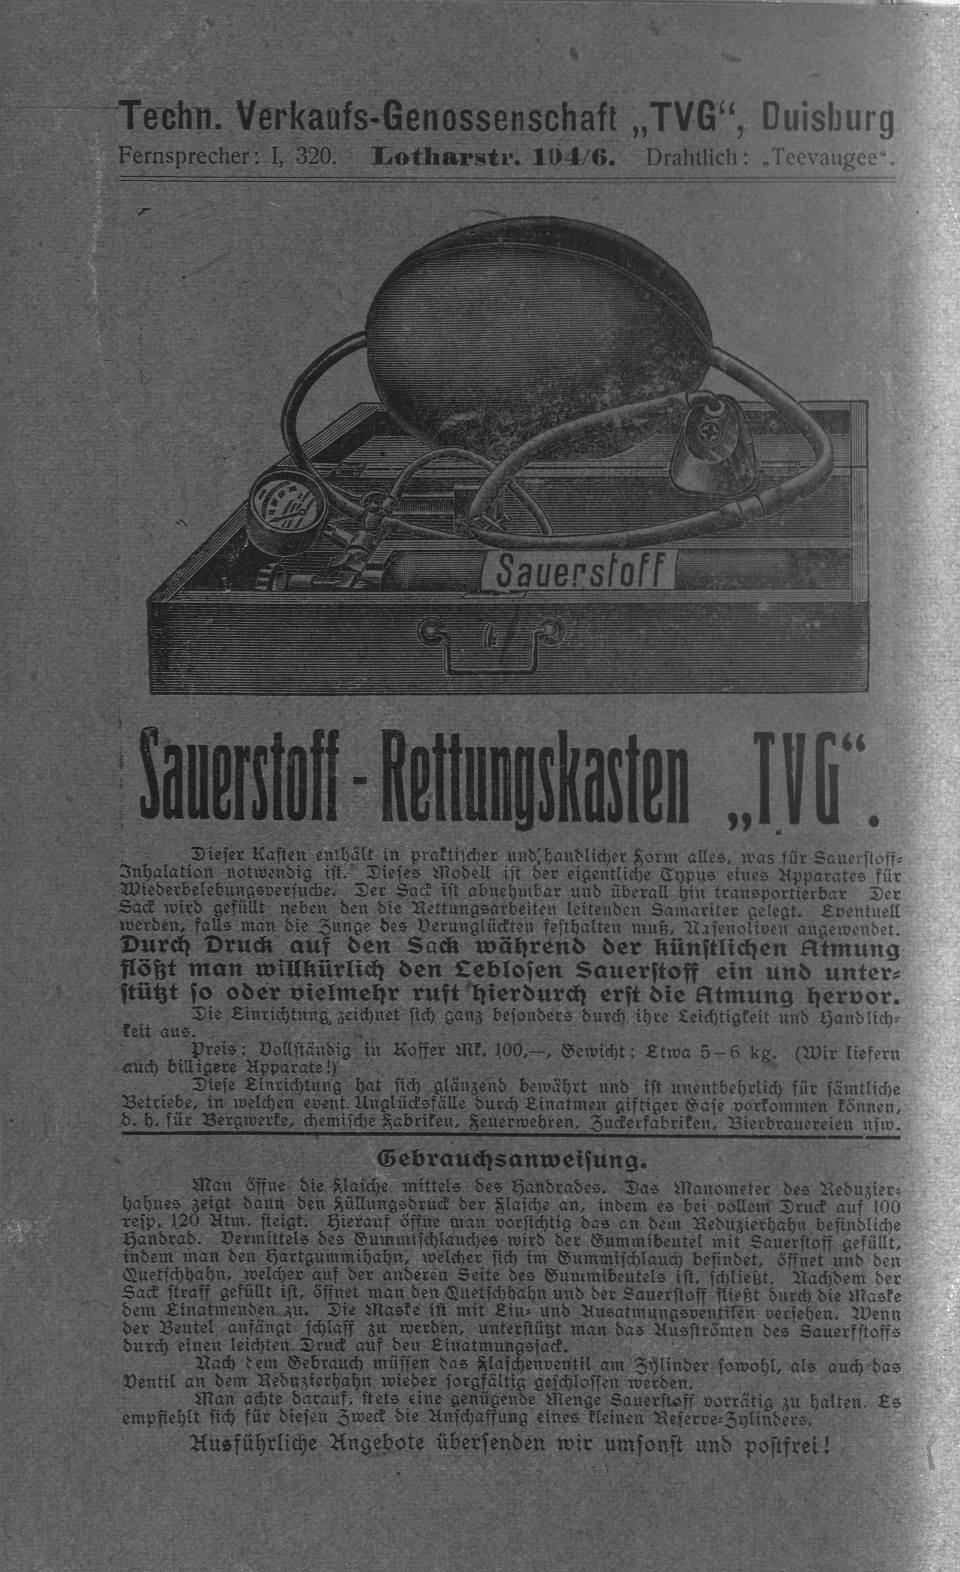 Techn. Verkaufs-Genossenschaft „TVG“, Duisburg
Fernsprecher: I, 320. Lotharstr. 104/6. Drahtlich: „Teevaugee“.
Sauerstoff
Sauerstoff-Rettungskasten „TVG“.
Dieser Kasten enthält in praktischer und handlicher Form alles, was für Sauerstoff-
Inhalation notwendig ist. Dieses Modell ist der eigentliche Typus eines Apparates für
Wiederbelebungsversuche. Der Sack ist abnehmbar und überall hin transportierbar Der
Sack wird gefüllt neben den die Rettungsarbeiten leitenden Samariter gelegt. Eventuell
werden, falls man die Zunge des Verunglückten festhalten muß, Nasenoliven angewendet.
Durch Druck auf den Sack während der künstlichen Atmung
flößt man willkürlich den Leblosen Sauerstoff ein und unter-
stützt so oder vielmehr ruft hierdurch erst die Atmung hervor.
Die Einrichtung zeichnet sich ganz besonders durch ihre Leichtigkeit und Handlich-
keit aus.
Preis: Vollständig in Koffer Mk. 100,—, Gewicht: Etwa 5—6 kg. (Wir liefern
auch billigere Apparate!)
Diese Einrichtung hat sich glänzend bewährt und ist unentbehrlich für sämtliche
Betriebe, in welchen event. Unglücksfälle durch Einatmen giftiger Gase vorkommen können,
d. h. für Bergwerke, chemische Fabriken, Feuerwehren, Zuckerfabriken, Bierbrauereien usw.
Gebrauchsanweisung.
Man öffne die Flasche mittels des Handrades. Das Manometer des Reduzier-
hahnes zeigt dann den Füllungsdruck der Flasche an, indem es bei vollem Druck auf 100
resp. 120 Atm. steigt. Hierauf öffne man vorsichtig das an dem Reduzierhahn befindliche
Handrad. Vermittels des Gummischlauches wird der Gummibeutel mit Sauerstoff gefüllt,
indem man den Hartgummihahn, welcher sich im Gummischlauch befindet, öffnet und den
Quetschhahn, welcher auf der anderen Seite des Gummibeutels ist, schließt. Nachdem der
Sack straff gefüllt ist, öffnet man den Quetschhahn und der Sauerstoff fließt durch die Maske
dem Einatmenden zu. Die Maske ist mit Ein- und Ausatmungsventilen versehen. Wenn
der Beutel anfängt schlaff zu werden, unterstützt man das Ausströmen des Sauerstoffs
durch einen leichten Druck auf den Einatmungssack.
Nach dem Gebrauch müssen das Flaschenventil am Zylinder sowohl, als auch das
Ventil an dem Reduzierhahn wieder sorgfältig geschlossen werden.
Man achte darauf, stets eine genügende Menge Sauerstoff vorrätig zu halten. Es
empfiehlt sich für diesen Zweck die Anschaffung eines kleinen Reserve-Zylinders.
Ausführliche Angebote übersenden wir umsonst und postfrei!